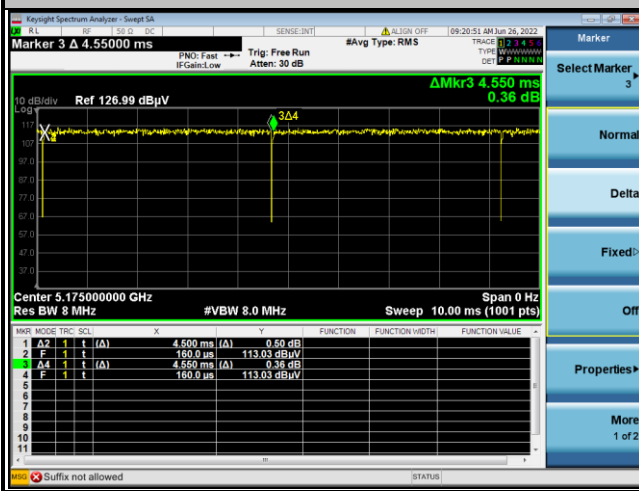 Keysight Spectrum Analyzer - Swept SA
RL RF 50 Ω DC SENSE:INT ALIGN OFF 09:20:51 AM Jun 26, 2022
Marker 3 Δ 4.55000 ms
#Avg Type: RMS
TRACE 1 2 3 4 5 6
PNO: Fast Trig: Free Run
TYPE WWWWWW
IFGain:Low Atten: 30 dB
DET P P N N N N
ΔMkr3 4.550 ms
0.36 dB
10 dB/div Ref 126.99 dBµV
Log
3Δ4
117
107
97.0
87.0
77.0
67.0
57.0
47.0
37.0
Center 5.175000000 GHz Span 0 Hz
Res BW 8 MHz #VBW 8.0 MHz Sweep 10.00 ms (1001 pts)
MKR MODE TRC SCL X Y FUNCTION FUNCTION WIDTH FUNCTION VALUE
1 Δ2 1 t (Δ) 4.500 ms (Δ) 0.50 dB
2 F 1 t 160.0 µs 113.03 dBµV
3 Δ4 1 t (Δ) 4.550 ms (Δ) 0.36 dB
4 F 1 t 160.0 µs 113.03 dBµV
5
6
7
8
9
10
11
MSG Suffix not allowed STATUS
Marker
Select Marker
3
Normal
Delta
Fixed
Off
Properties
More
1 of 2